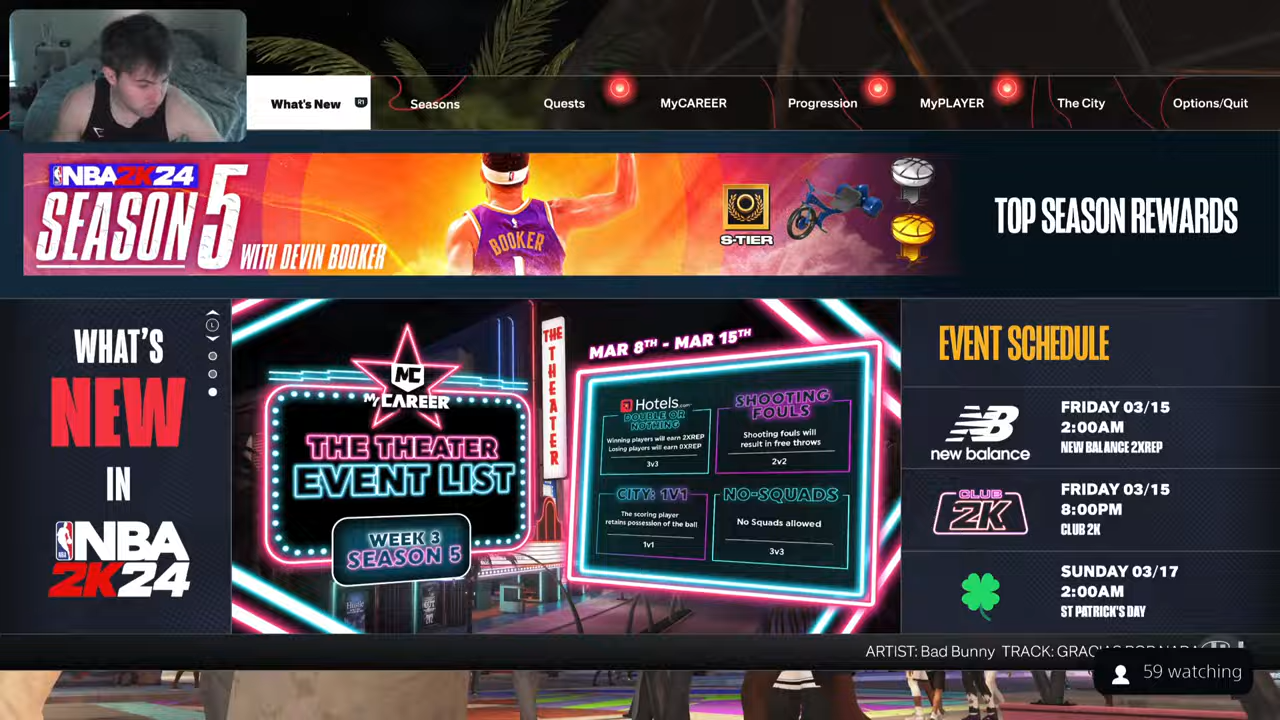 What's New
R1
Seasons
Quests
MyCAREER
Progression
MyPLAYER
The City
Options/Quit
NBA 2K24
SEASON 5
WITH DEVIN BOOKER
BOOKER
1
S-TIER
TOP SEASON REWARDS
WHAT'S
NEW
IN
NBA
2K24
L
MC
MyCAREER
THE THEATER
EVENT LIST
WEEK 3
SEASON 5
THE THEATER
MAR 8TH - MAR 15TH
Hotels.com
DOUBLE OR
NOTHING
Winning players will earn 2XREP
Losing players will earn 0XREP
3v3
SHOOTING
FOULS
Shooting fouls will
result in free throws
2v2
CITY: 1V1
The scoring player
retains possession of the ball
1v1
NO-SQUADS
No Squads allowed
3v3
EVENT SCHEDULE
new balance
FRIDAY 03/15
2:00AM
NEW BALANCE 2XREP
CLUB
2K
FRIDAY 03/15
8:00PM
CLUB 2K
SUNDAY 03/17
2:00AM
ST PATRICK'S DAY
ARTIST: Bad Bunny TRACK: GRACIAS POR NADA
59 watching